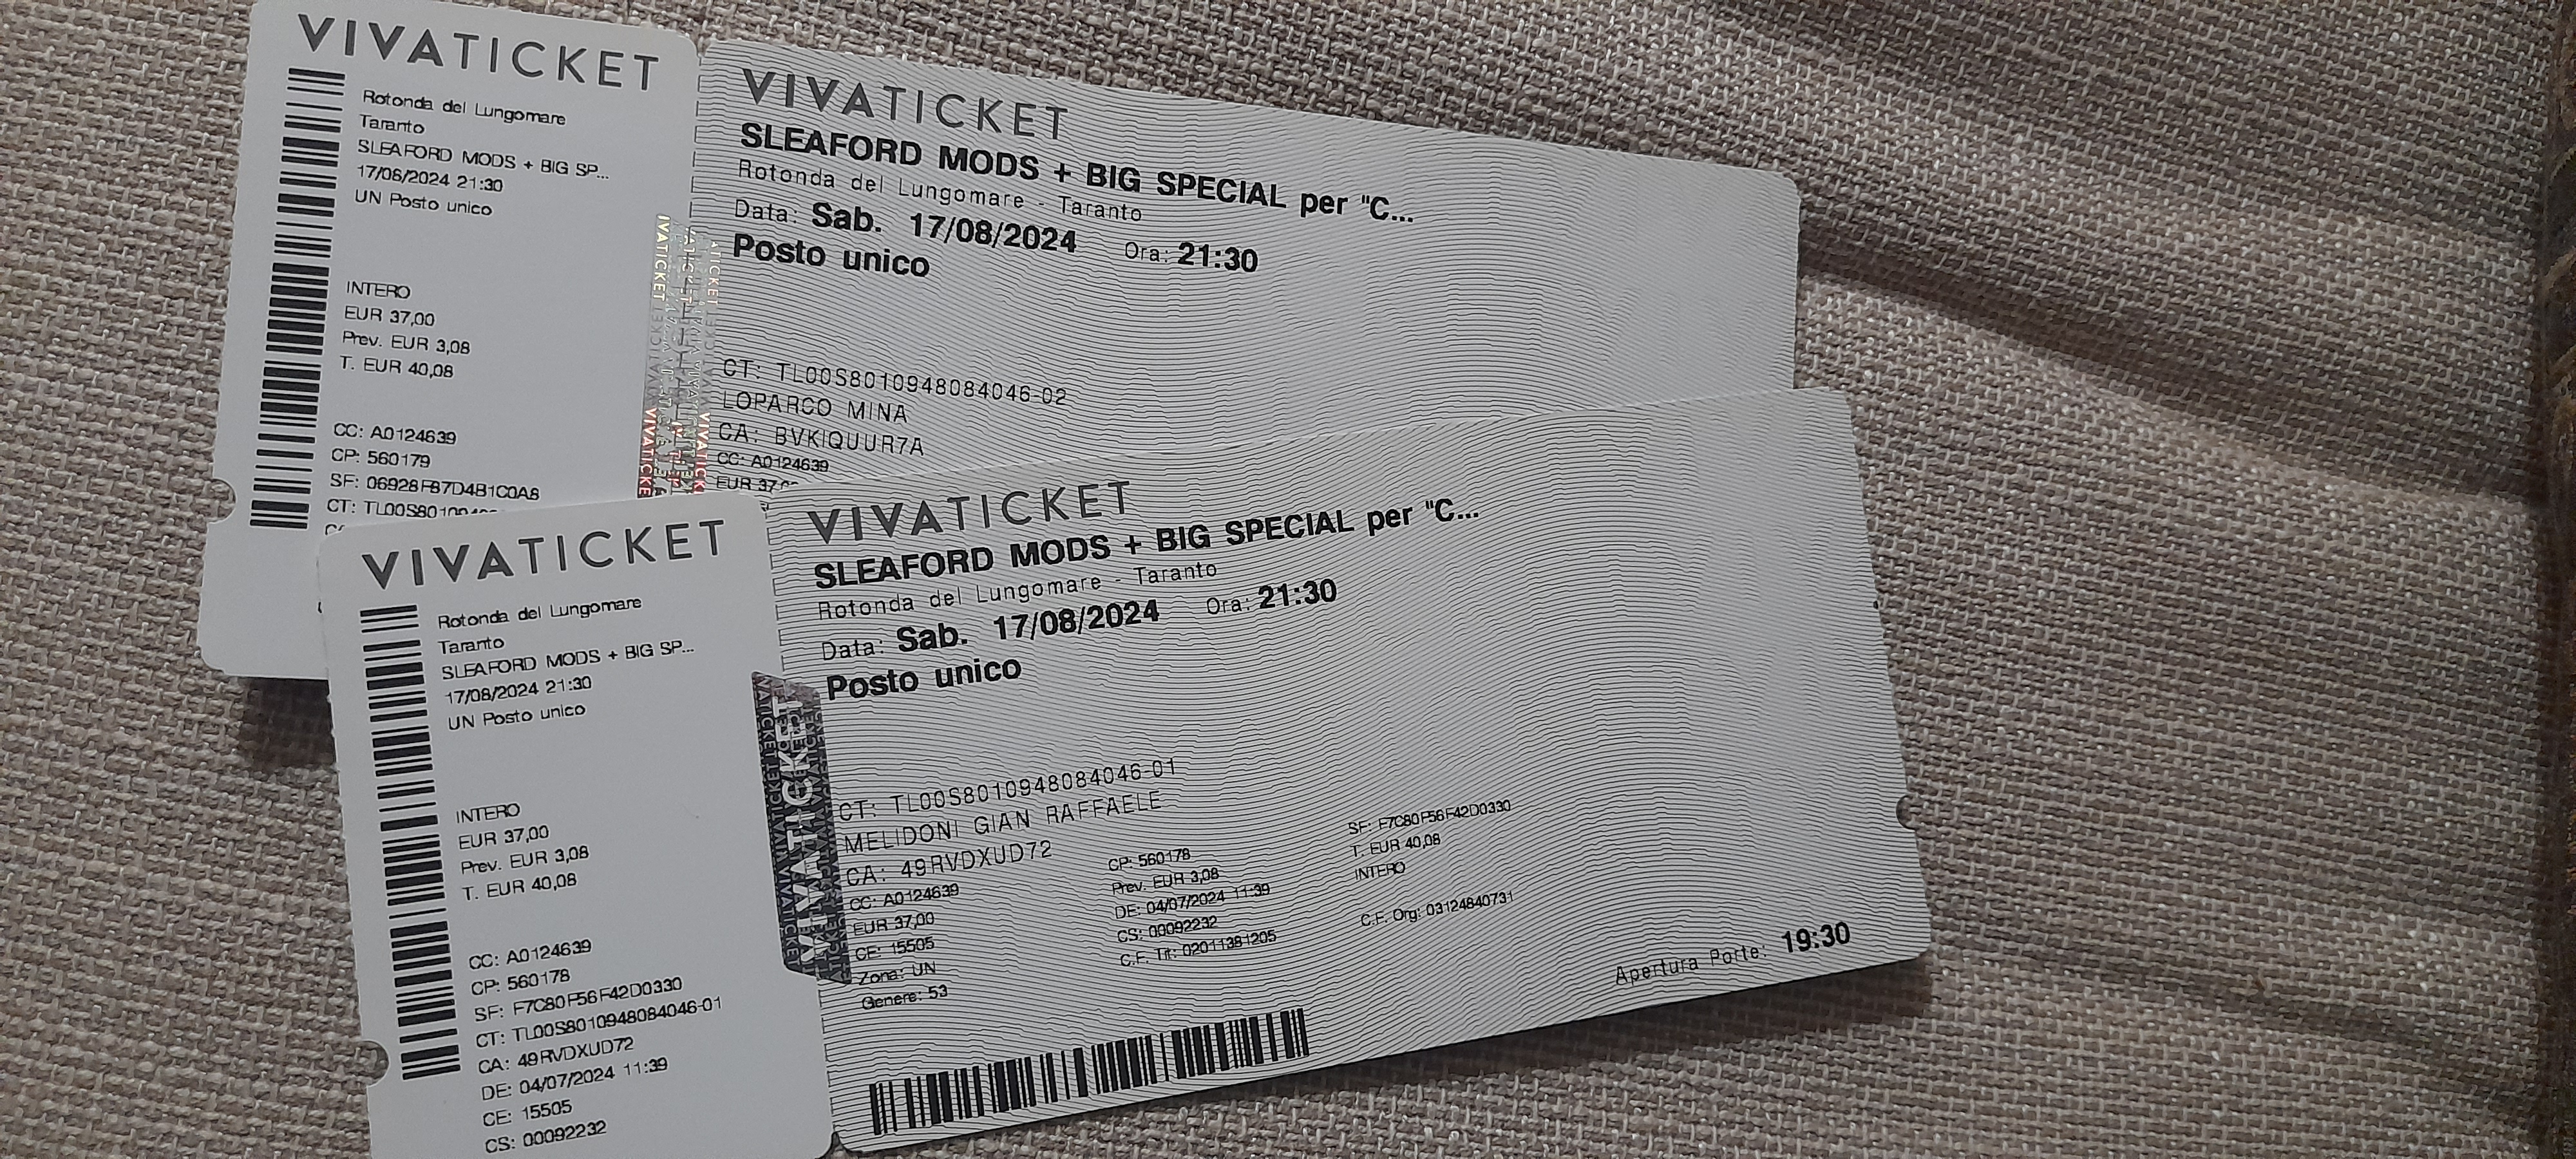 VIVATICKET
Rotonda del Lungomare
Taranto
SLEAFORD MODS + BIG SP...
17/08/2024 21:30
UN Posto unico
INTERO
EUR 37,00
Prev. EUR 3,08
T. EUR 40,08
CC: A0124639
CP: 560179
SF: 06928F87D4B1C0A8
VIVATICKET
SLEAFORD MODS + BIG SPECIAL per "C...
Rotonda del Lungomare - Taranto
Data: Sab. 17/08/2024 Ora: 21:30
Posto unico
CT: TL00S8010948084046-02
LOPARCO MINA
CA: BVKIQUUR7A
CC: A0124639
VIVATICKET
Rotonda del Lungomare
Taranto
SLEAFORD MODS + BIG SP...
17/08/2024 21:30
UN Posto unico
INTERO
EUR 37,00
Prev. EUR 3,08
T. EUR 40,08
CC: A0124639
CP: 560178
SF: F7C80F56F42D0330
CT: TL00S8010948084046-01
CA: 49RVDXUD72
DE: 04/07/2024 11:39
CE: 15505
CS: 00092232
VIVATICKET
VIVATICKET
SLEAFORD MODS + BIG SPECIAL per "C...
Rotonda del Lungomare - Taranto
Data: Sab. 17/08/2024 Ora: 21:30
Posto unico
CT: TL00S8010948084046-01
MELIDONI GIAN RAFFAELE
CA: 49RVDXUD72
CC: A0124639 CP: 560178 SF: F7C80F56F42D0330
EUR 37,00 Prev. EUR 3,08 T. EUR 40,08
CE: 15505 DE: 04/07/2024 11:39 INTERO
Zona: UN CS: 00092232
Genere: 53 C.F. Tit: 02011381205 C.F. Org: 03124840731
Apertura Porte: 19:30